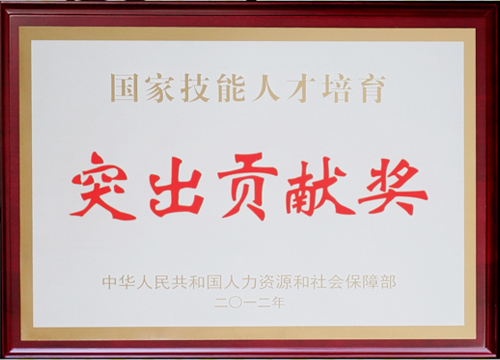 国家技能人才培育
突出贡献奖
中华人民共和国人力资源和社会保障部
二〇一二年